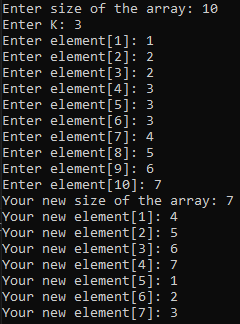 Enter size of the array: 10
Enter K: 3
Enter element[1]: 1
Enter element[2]: 2
Enter element[3]: 2
Enter element[4]: 3
Enter element[5]: 3
Enter element[6]: 3
Enter element[7]: 4
Enter element[8]: 5
Enter element[9]: 6
Enter element[10]: 7
Your new size of the array: 7
Your new element[1]: 4
Your new element[2]: 5
Your new element[3]: 6
Your new element[4]: 7
Your new element[5]: 1
Your new element[6]: 2
Your new element[7]: 3